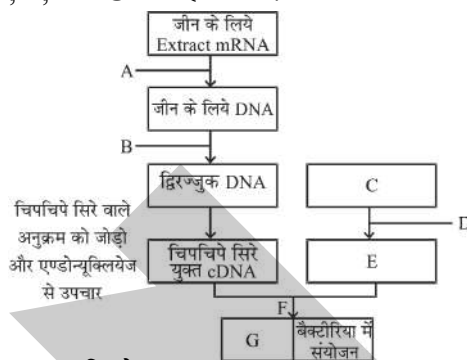 जीन के लिये
Extract mRNA
A
जीन के लिये DNA
B
द्विरज्जुक DNA
C
चिपचिपे सिरे वाले
अनुक्रम को जोड़ो
और एण्डोन्यूक्लियेज
से उपचार
D
चिपचिपे सिरे
युक्त cDNA
E
F
G
बैक्टीरिया में
संयोजन